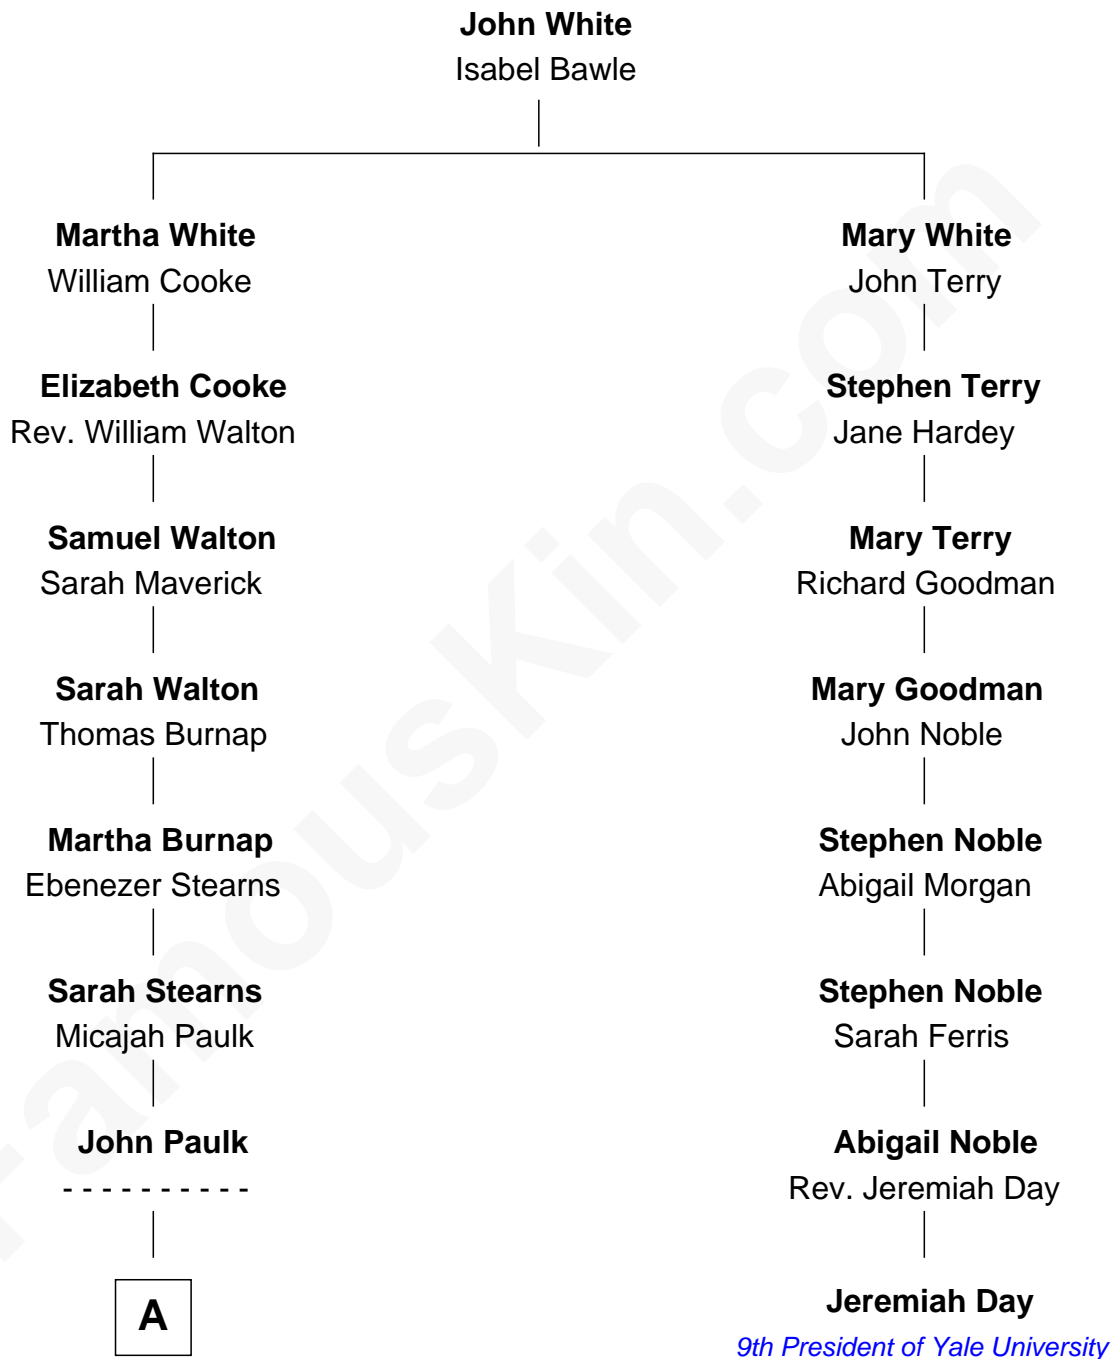 John White
Isabel Bawle
Martha White
William Cooke
Mary White
John Terry
Elizabeth Cooke
Rev. William Walton
Stephen Terry
Jane Hardey
Samuel Walton
Sarah Maverick
Mary Terry
Richard Goodman
Sarah Walton
Thomas Burnap
Mary Goodman
John Noble
Martha Burnap
Ebenezer Stearns
Stephen Noble
Abigail Morgan
Sarah Stearns
Micajah Paulk
Stephen Noble
Sarah Ferris
John Paulk
- - - - - - - - - -
Abigail Noble
Rev. Jeremiah Day
A
Jeremiah Day
9th President of Yale University
FamousKin.com